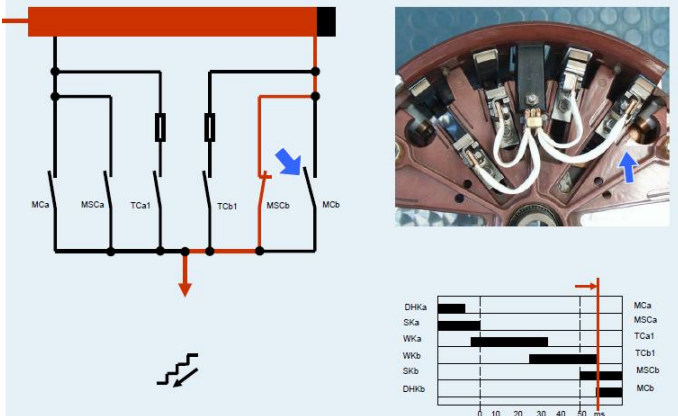 MCa MSCa TCa1 TCb1 MSCb MCb
DHKa MCa
SKa MSCa
WKa TCa1
WKb TCb1
SKb MSCb
DHKb MCb
0 10 20 30 40 50 ms